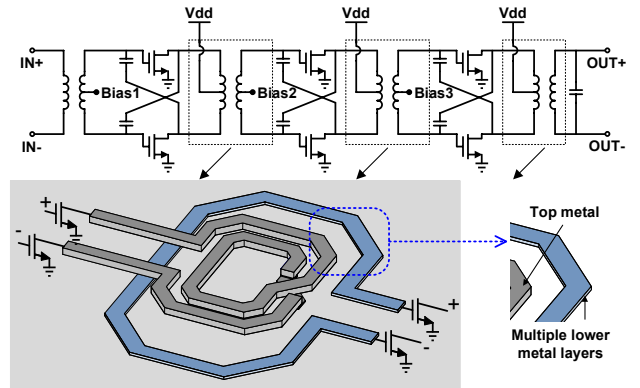 Vdd Vdd Vdd
IN+ OUT+
Bias1 Bias2 Bias3
IN- OUT-
+
-
Top metal
+
-
Multiple lower
metal layers